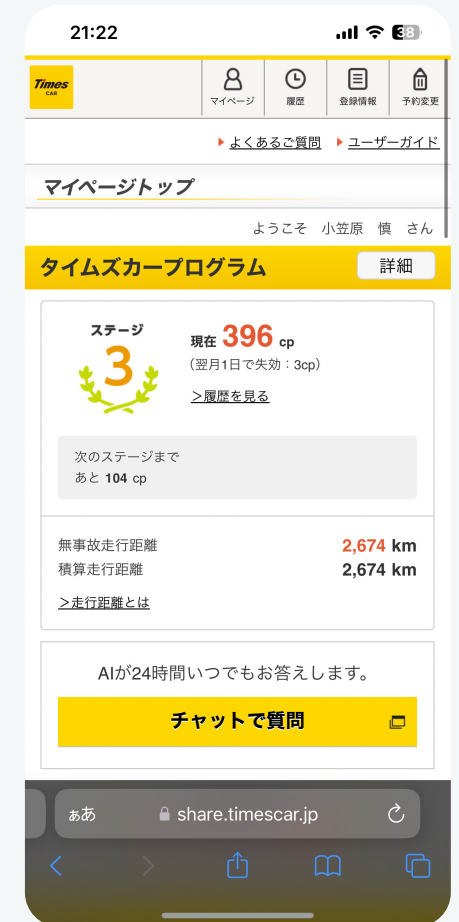 21:22
38
Times
CAR
マイページ
履歴
登録情報
予約変更
よくあるご質問 ユーザーガイド
マイページトップ
ようこそ 小笠原 慎 さん
タイムズカープログラム 詳細
ステージ
3
現在 396 cp
（翌月1日で失効：3cp）
>履歴を見る
次のステージまで
あと 104 cp
無事故走行距離 2,674 km
積算走行距離 2,674 km
>走行距離とは
AIが24時間いつでもお答えします。
チャットで質問
ぁあ share.timescar.jp